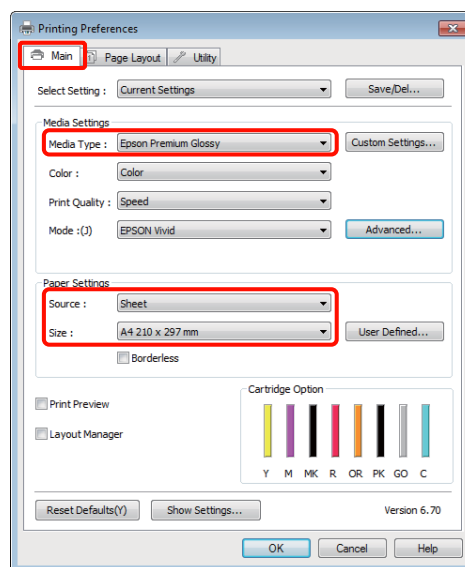 Printing Preferences
Main Page Layout Utility
Select Setting : Current Settings Save/Del...
Media Settings
Media Type : Epson Premium Glossy Custom Settings...
Color : Color
Print Quality : Speed
Mode :(J) EPSON Vivid Advanced...
Paper Settings
Source : Sheet
Size : A4 210 x 297 mm User Defined...
Borderless
Cartridge Option
Print Preview
Layout Manager
Y M MK R OR PK GO C
Reset Defaults(Y) Show Settings... Version 6.70
OK Cancel Help